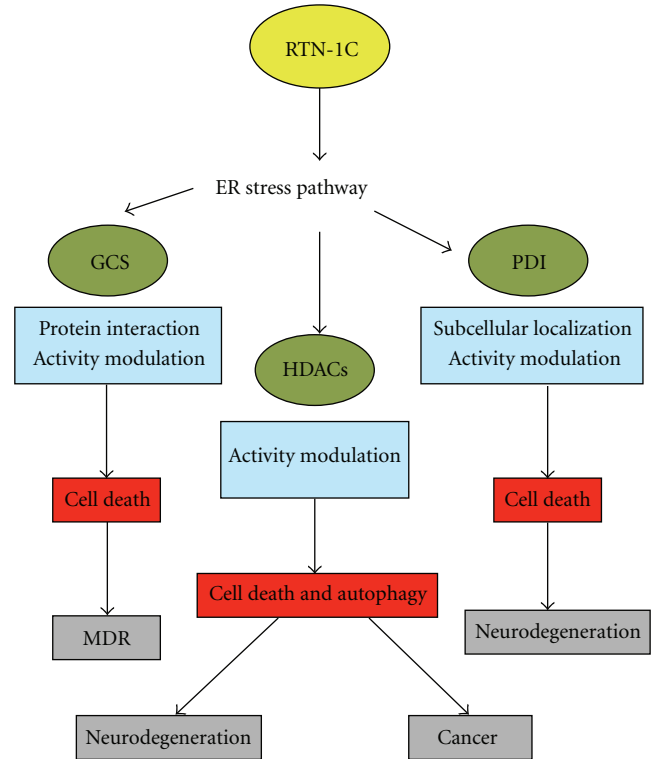 RTN-1C
ER stress pathway
GCS
Protein interaction
Activity modulation
Cell death
MDR
HDACs
Activity modulation
Cell death and autophagy
Neurodegeneration
Cancer
PDI
Subcellular localization
Activity modulation
Cell death
Neurodegeneration